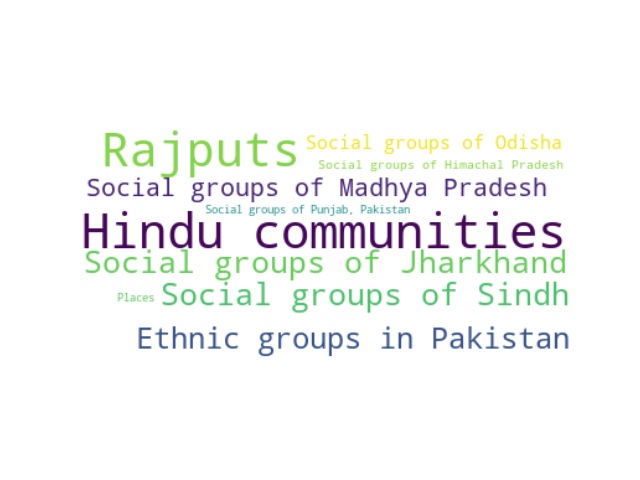 Rajputs
Social groups of Odisha
Social groups of Himachal Pradesh
Social groups of Madhya Pradesh
Social groups of Punjab, Pakistan
Hindu communities
Social groups of Jharkhand
Places
Social groups of Sindh
Ethnic groups in Pakistan